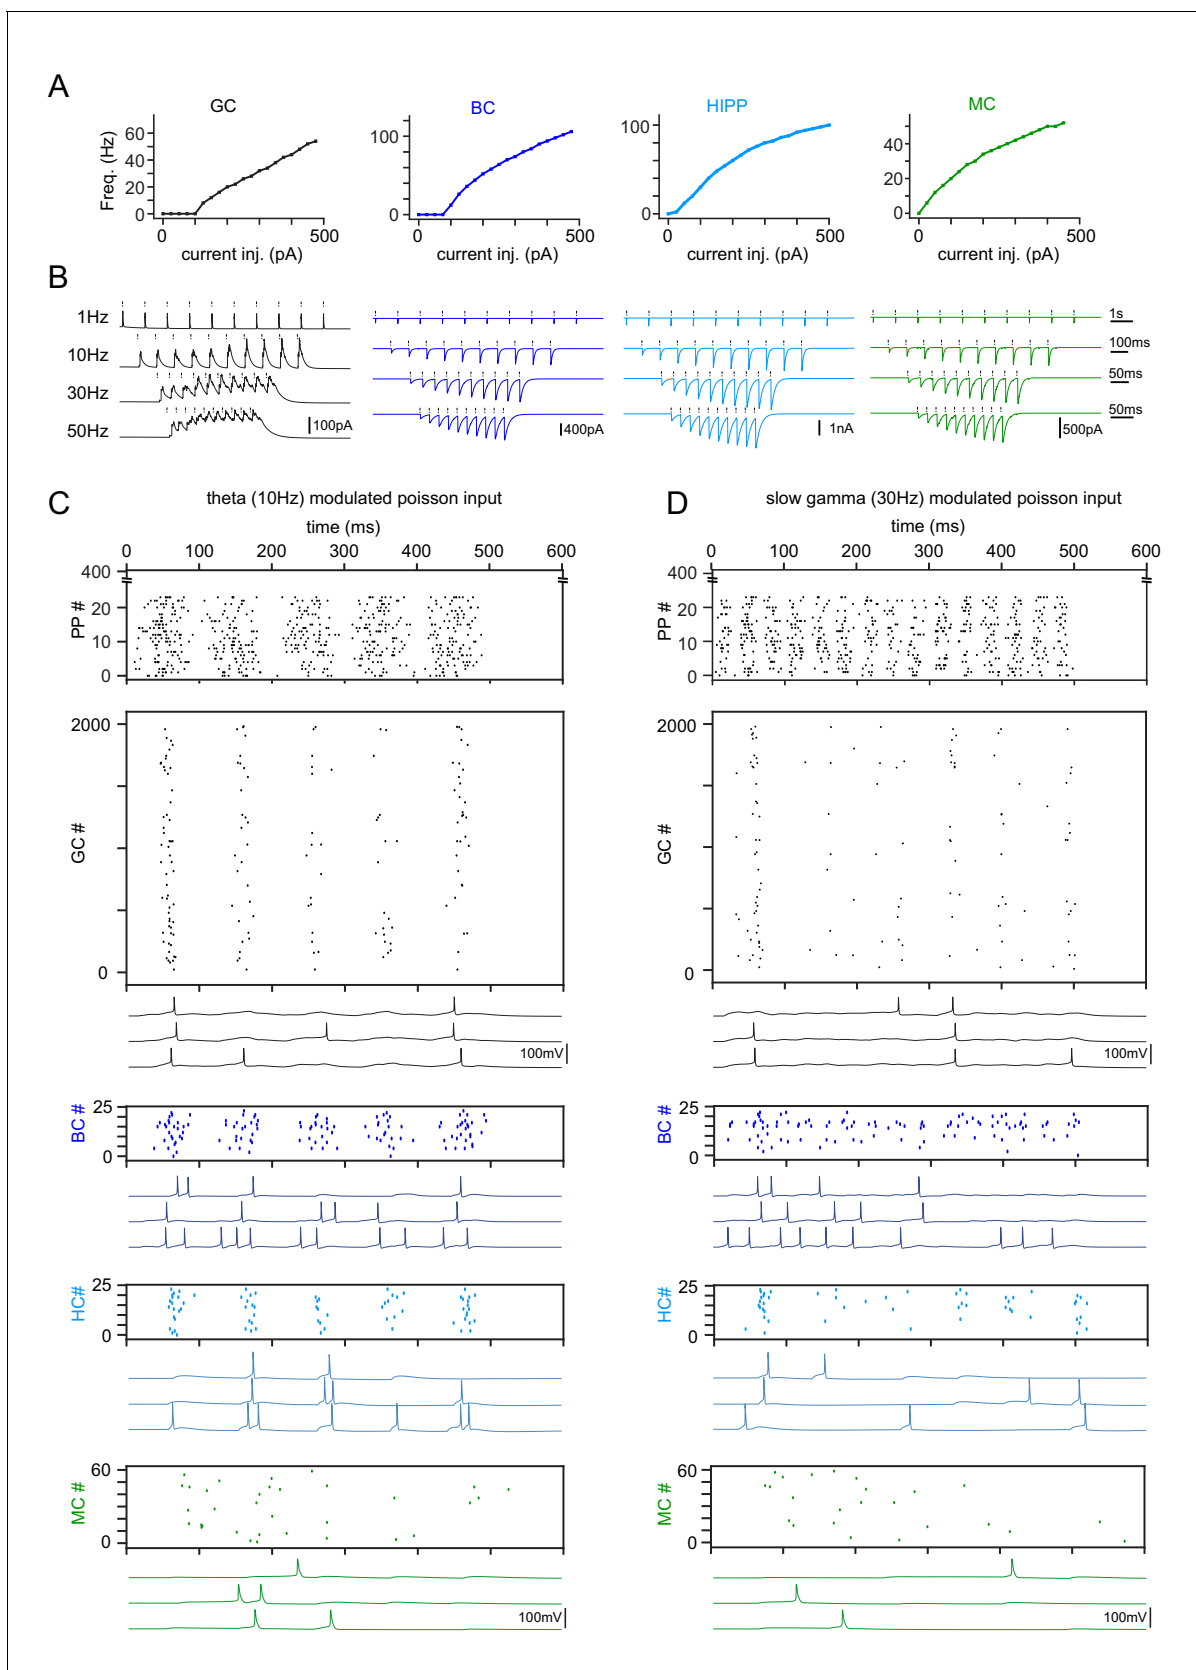 A
GC
BC
HIPP
MC
Freq. (Hz)
60
40
20
0
100
0
100
0
40
20
0
0 500
0 500
0 500
0 500
current inj. (pA)
current inj. (pA)
current inj. (pA)
current inj. (pA)
B
1Hz
10Hz
30Hz
50Hz
1s
100ms
50ms
50ms
100pA
400pA
1nA
500pA
C
theta (10Hz) modulated poisson input
time (ms)
0 100 200 300 400 500 600
400
20
10
0
PP #
2000
0
GC #
100mV
25
0
BC #
25
0
HC#
60
0
MC #
100mV
D
slow gamma (30Hz) modulated poisson input
time (ms)
0 100 200 300 400 500 600
400
20
10
0
PP #
2000
0
GC #
100mV
25
0
BC #
25
0
HC#
60
0
MC #
100mV